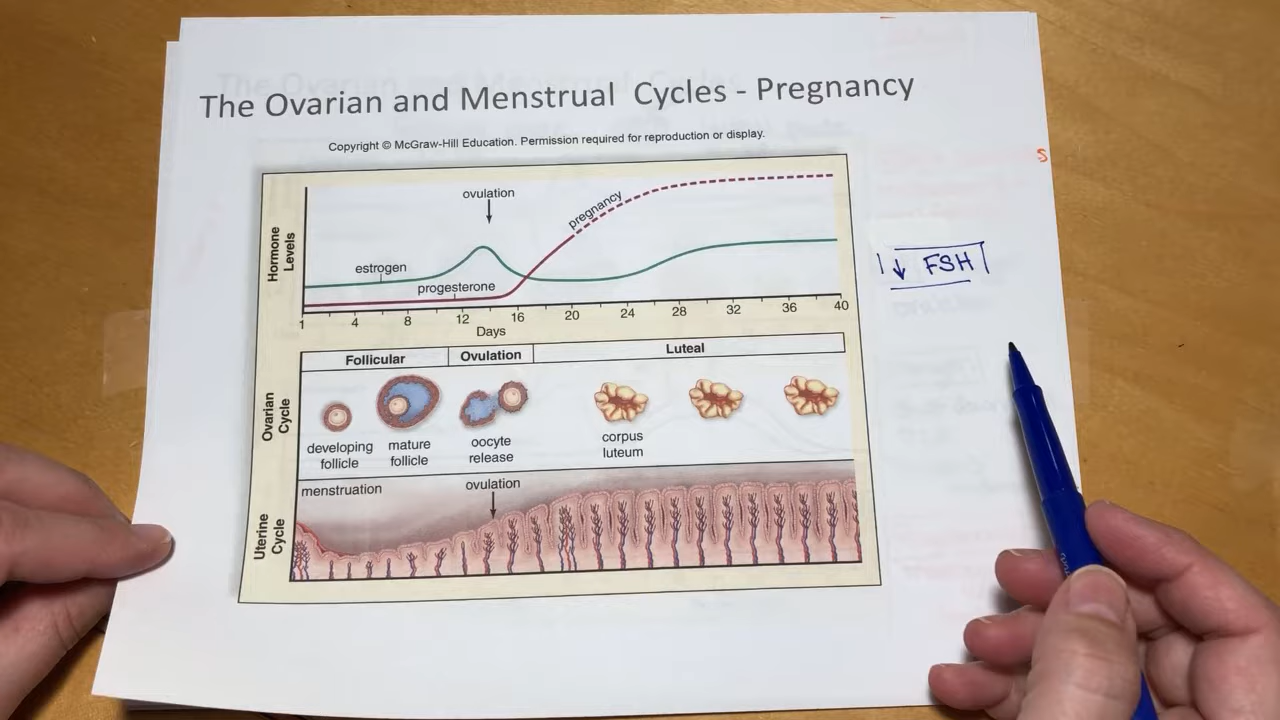 The Ovarian and Menstrual Cycles - Pregnancy
Copyright © McGraw-Hill Education. Permission required for reproduction or display.
Hormone
Levels
ovulation
pregnancy
estrogen
progesterone
1 4 8 12 16 20 24 28 32 36 40
Days
↓ FSH
S
Ovarian
Cycle
Follicular Ovulation Luteal
developing
follicle
mature
follicle
oocyte
release
corpus
luteum
Uterine
Cycle
menstruation
ovulation